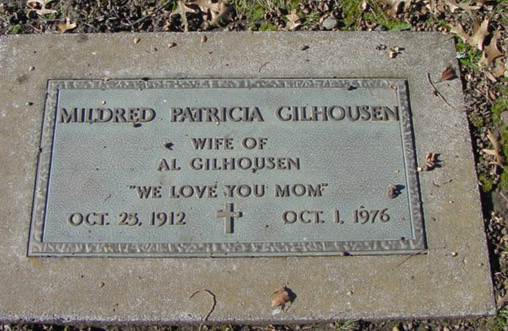 MILDRED PATRICIA GILHOUSEN
WIFE OF
AL GILHOUSEN
"WE LOVE YOU MOM"
OCT. 25, 1912 OCT. 1, 1976